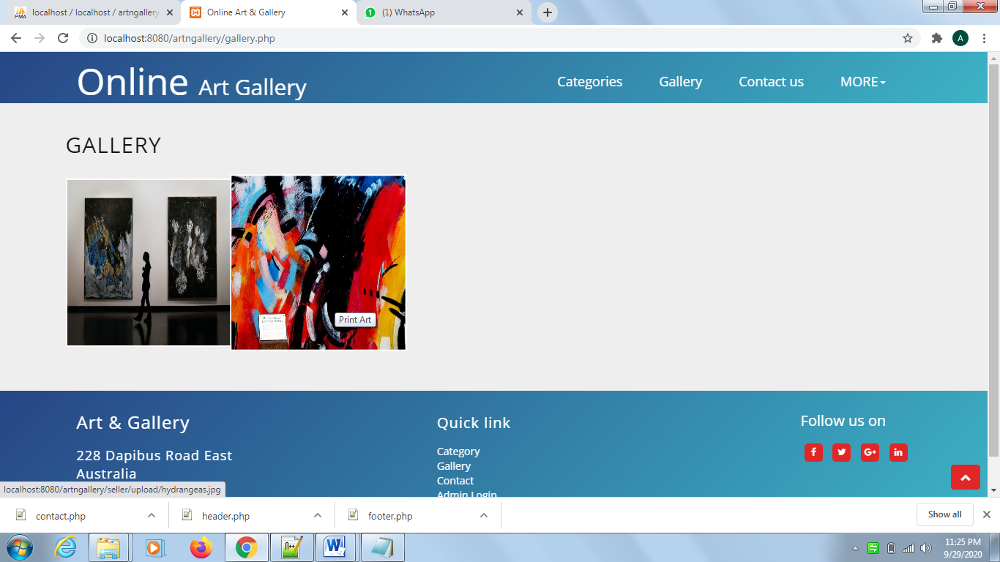 localhost / localhost / artngallery
Online Art & Gallery
(1) WhatsApp
localhost:8080/artngallery/gallery.php
A
Online Art Gallery
Categories
Gallery
Contact us
MORE
GALLERY
Print Art
Art & Gallery
228 Dapibus Road East
Australia
Quick link
Category
Gallery
Contact
Admin Login
Follow us on
localhost:8080/artngallery/seller/upload/hydrangeas.jpg
contact.php
header.php
footer.php
Show all
11:25 PM
9/29/2020